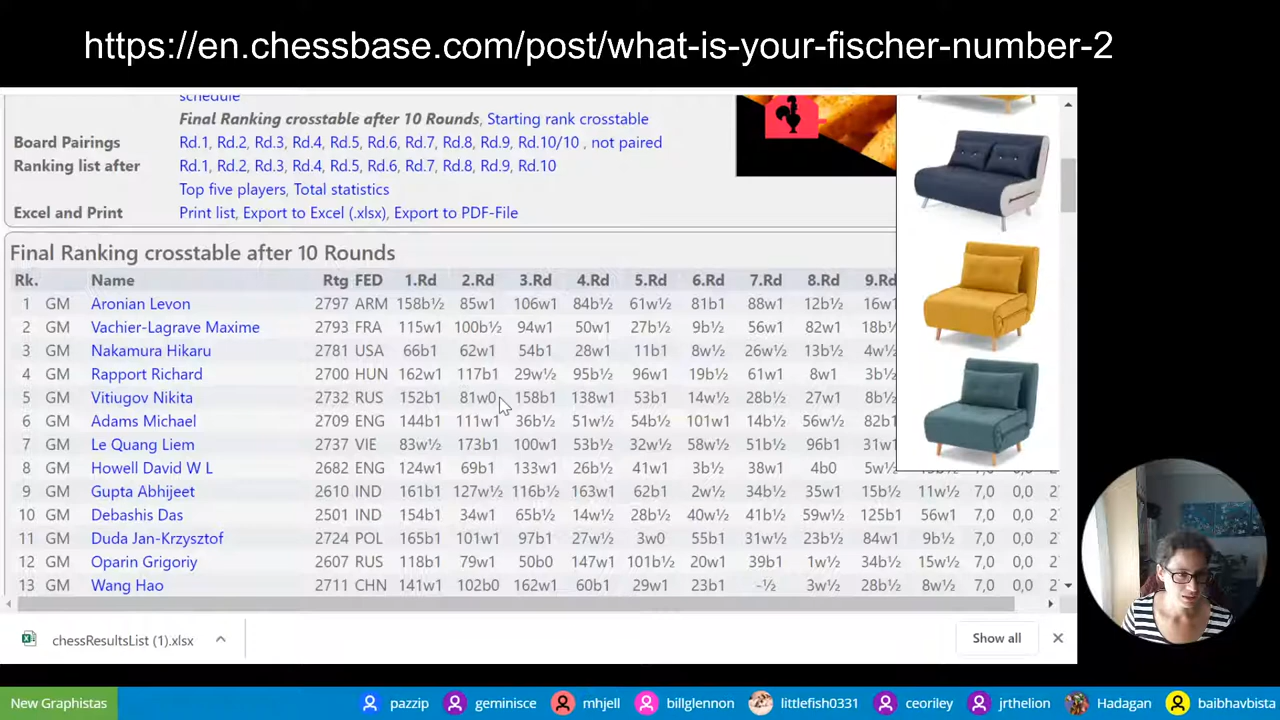 https://en.chessbase.com/post/what-is-your-fischer-number-2
schedule
Final Ranking crosstable after 10 Rounds, Starting rank crosstable
Board Pairings Rd.1, Rd.2, Rd.3, Rd.4, Rd.5, Rd.6, Rd.7, Rd.8, Rd.9, Rd.10/10 , not paired
Ranking list after Rd.1, Rd.2, Rd.3, Rd.4, Rd.5, Rd.6, Rd.7, Rd.8, Rd.9, Rd.10
Top five players, Total statistics
Excel and Print Print list, Export to Excel (.xlsx), Export to PDF-File
Final Ranking crosstable after 10 Rounds
Rk. Name Rtg FED 1.Rd 2.Rd 3.Rd 4.Rd 5.Rd 6.Rd 7.Rd 8.Rd 9.Rd
1 GM Aronian Levon 2797 ARM 158b½ 85w1 106w1 84b½ 61w½ 81b1 88w1 12b½ 16w1
2 GM Vachier-Lagrave Maxime 2793 FRA 115w1 100b½ 94w1 50w1 27b½ 9b½ 56w1 82w1 18b½
3 GM Nakamura Hikaru 2781 USA 66b1 62w1 54b1 28w1 11b1 8w½ 26w½ 13b½ 4w½
4 GM Rapport Richard 2700 HUN 162w1 117b1 29w½ 95b½ 96w1 19b½ 61b1 8w1 3b½
5 GM Vitiugov Nikita 2732 RUS 152b1 81w0 158b1 138w1 53b1 14w½ 28b½ 27w1 8b½
6 GM Adams Michael 2709 ENG 144b1 111w1 36b½ 51w½ 54b½ 101w1 14b½ 56w½ 82b1
7 GM Le Quang Liem 2737 VIE 83w½ 173b1 100w1 53b½ 32w½ 58w½ 51b½ 96b1 31w1
8 GM Howell David W L 2682 ENG 124w1 69b1 133w1 26b½ 41w1 3b½ 38w1 4b0 5w½
9 GM Gupta Abhijeet 2610 IND 161b1 127w½ 116b½ 163w1 62b1 2w½ 34b½ 35w1 15b½ 11w½ 7,0 0,0
10 GM Debashis Das 2501 IND 154b1 34w1 65b½ 14w½ 28b½ 40w½ 41b½ 59w½ 125b1 56w1 7,0 0,0
11 GM Duda Jan-Krzysztof 2724 POL 165b1 101w1 97b1 27w½ 3w0 55b1 31w½ 23b½ 84w1 9b½ 7,0 0,0
12 GM Oparin Grigoriy 2607 RUS 118b1 79w1 50b0 147w1 101b½ 20w1 39b1 1w½ 34b½ 15w½ 7,0 0,0
13 GM Wang Hao 2711 CHN 141w1 102b0 162w1 60b1 29w1 23b1 -½ 3w½ 28b½ 8w½ 7,0 0,0
chessResultsList (1).xlsx
Show all
New Graphistas pazzip geminisce mhjell billglennon littlefish0331 ceoriley jrthelion Hadagan baibhavbista